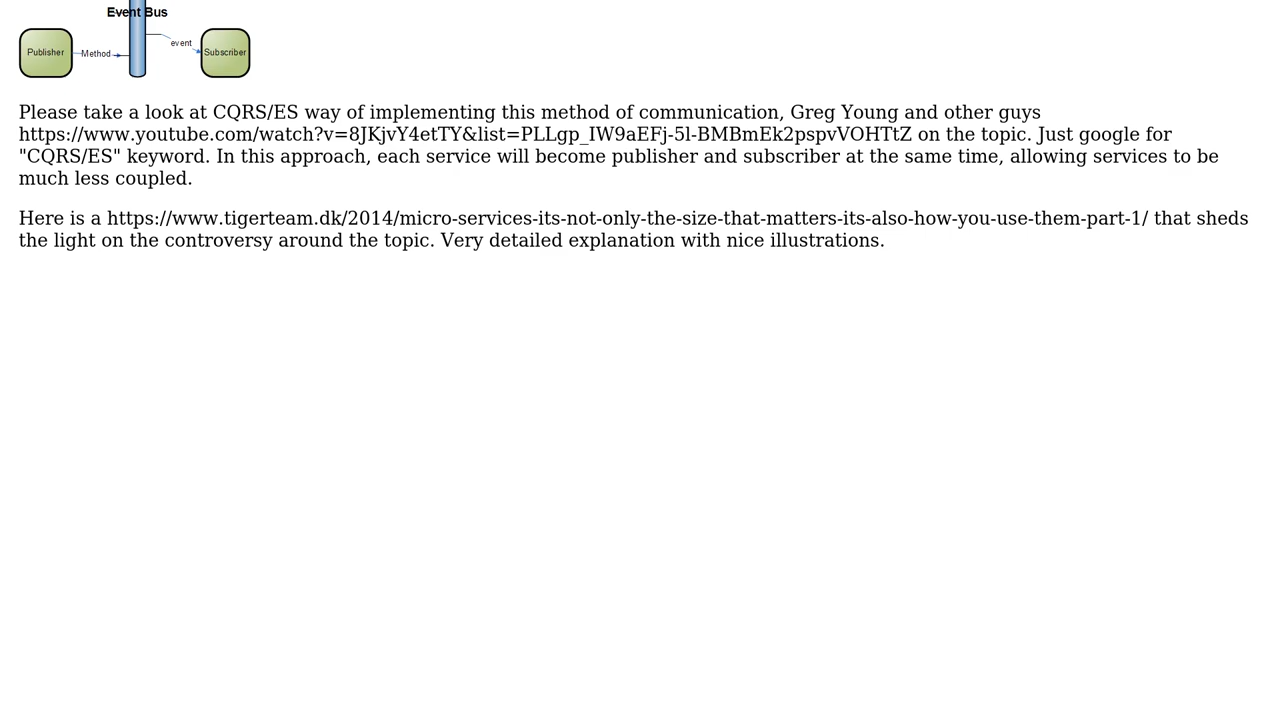 Event Bus
Publisher
Method
event
Subscriber
Please take a look at CQRS/ES way of implementing this method of communication, Greg Young and other guys
https://www.youtube.com/watch?v=8JKjvY4etTY&list=PLLgp_IW9aEFj-5l-BMBmEk2pspvVOHTtZ on the topic. Just google for
"CQRS/ES" keyword. In this approach, each service will become publisher and subscriber at the same time, allowing services to be
much less coupled.
Here is a https://www.tigerteam.dk/2014/micro-services-its-not-only-the-size-that-matters-its-also-how-you-use-them-part-1/ that sheds
the light on the controversy around the topic. Very detailed explanation with nice illustrations.